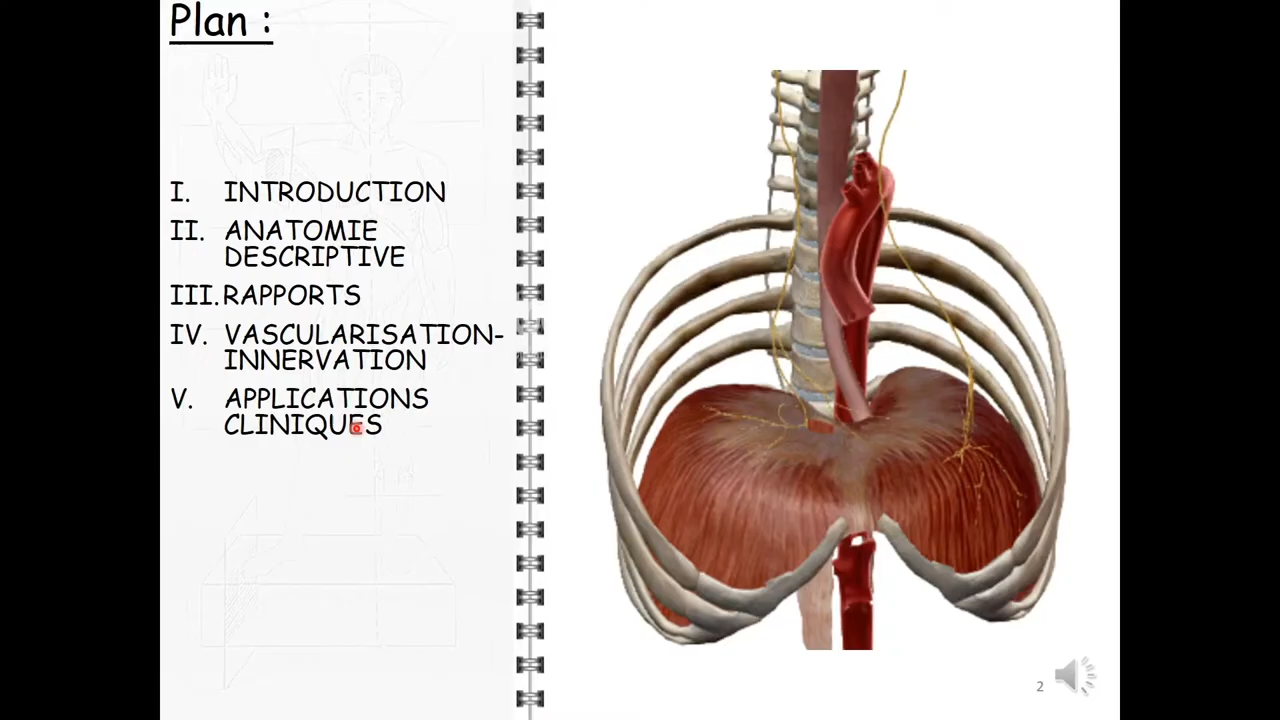 Plan :
I. INTRODUCTION
II. ANATOMIE
DESCRIPTIVE
III. RAPPORTS
IV. VASCULARISATION-
INNERVATION
V. APPLICATIONS
CLINIQUES
2